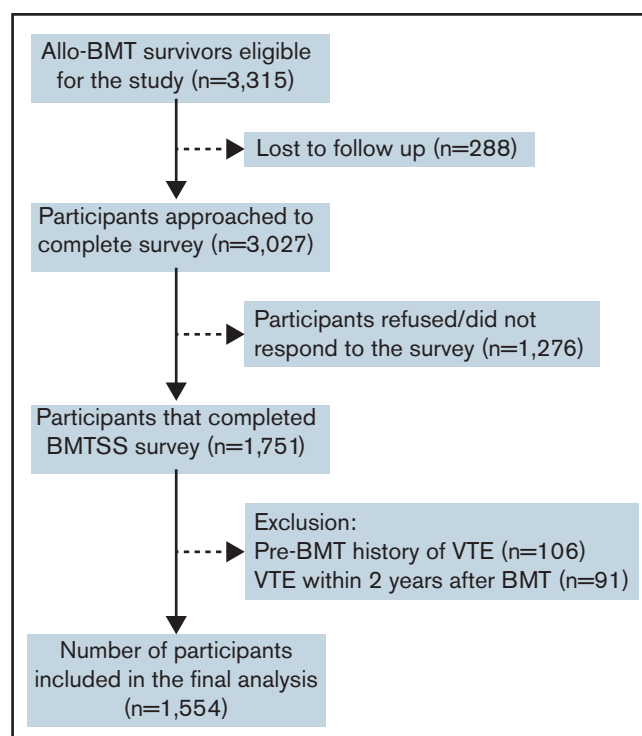 Allo-BMT survivors eligible
for the study (n=3,315)
Lost to follow up (n=288)
Participants approached to
complete survey (n=3,027)
Participants refused/did not
respond to the survey (n=1,276)
Participants that completed
BMTSS survey (n=1,751)
Exclusion:
Pre-BMT history of VTE (n=106)
VTE within 2 years after BMT (n=91)
Number of participants
included in the final analysis
(n=1,554)